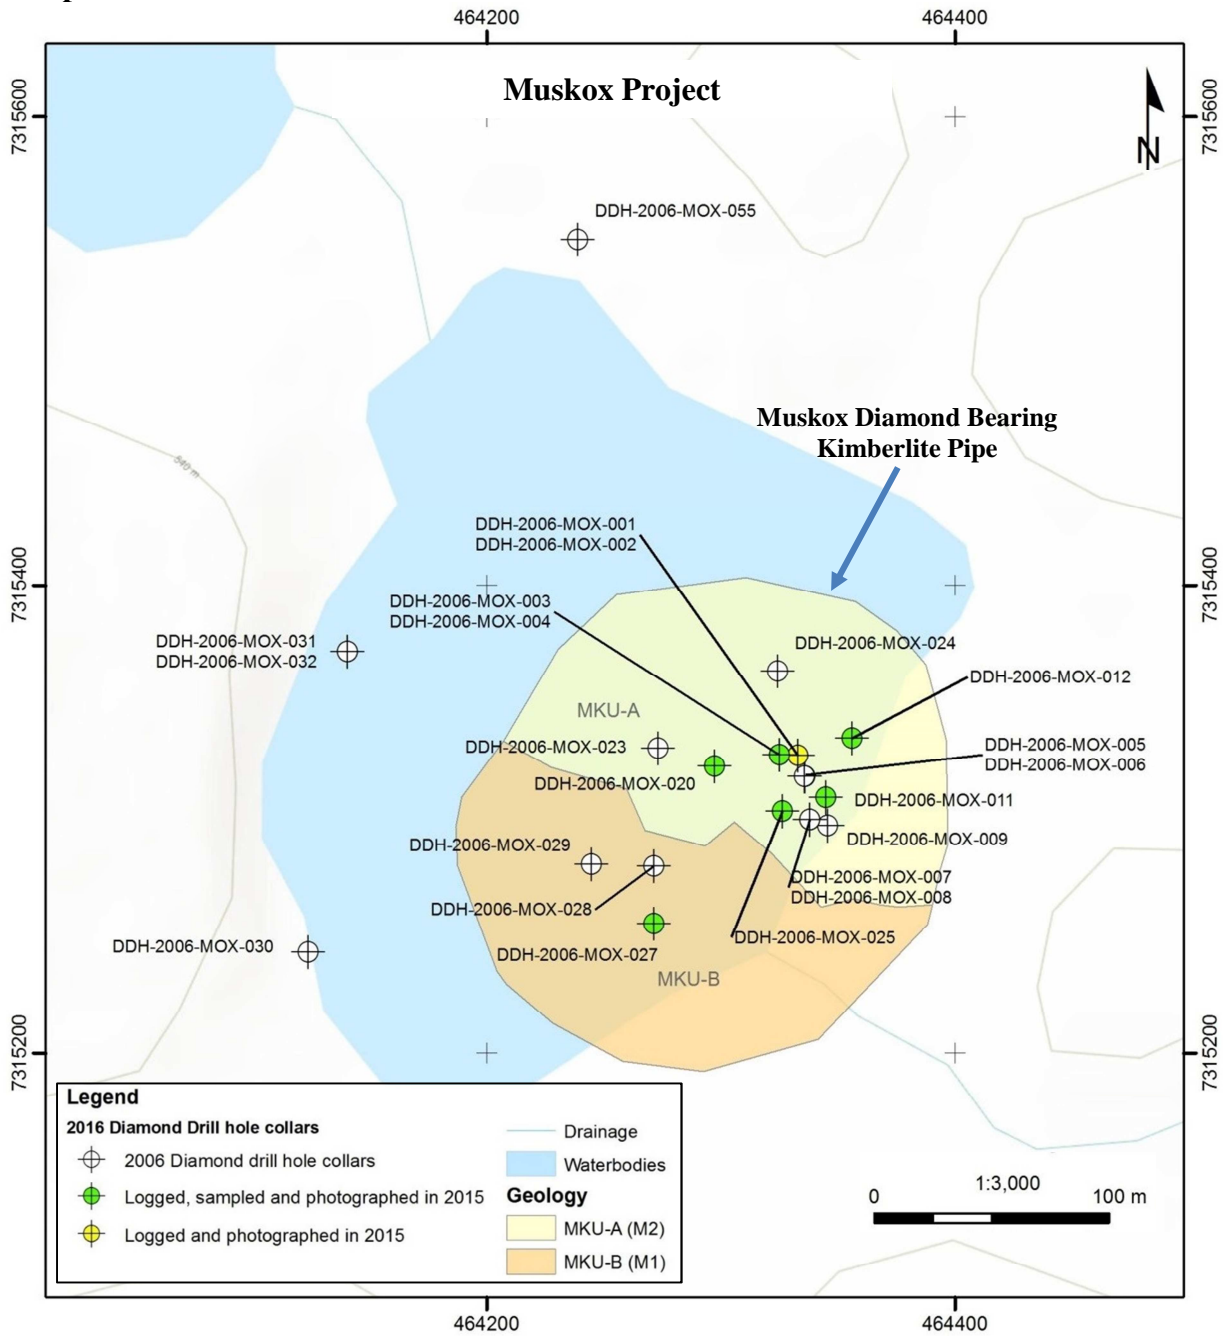 464200
464400
Muskox Project
7315600
7315600
N
DDH-2006-MOX-055
Muskox Diamond Bearing
Kimberlite Pipe
540 m
DDH-2006-MOX-001
DDH-2006-MOX-002
7315400
7315400
DDH-2006-MOX-003
DDH-2006-MOX-004
DDH-2006-MOX-031
DDH-2006-MOX-032
DDH-2006-MOX-024
DDH-2006-MOX-012
MKU-A
DDH-2006-MOX-023
DDH-2006-MOX-005
DDH-2006-MOX-006
DDH-2006-MOX-020
DDH-2006-MOX-011
DDH-2006-MOX-009
DDH-2006-MOX-029
DDH-2006-MOX-007
DDH-2006-MOX-008
DDH-2006-MOX-028
DDH-2006-MOX-025
DDH-2006-MOX-030
DDH-2006-MOX-027
MKU-B
7315200
7315200
Legend
2016 Diamond Drill hole collars
2006 Diamond drill hole collars
Logged, sampled and photographed in 2015
Logged and photographed in 2015
Drainage
Waterbodies
Geology
MKU-A (M2)
MKU-B (M1)
1:3,000
0 100 m
464200
464400